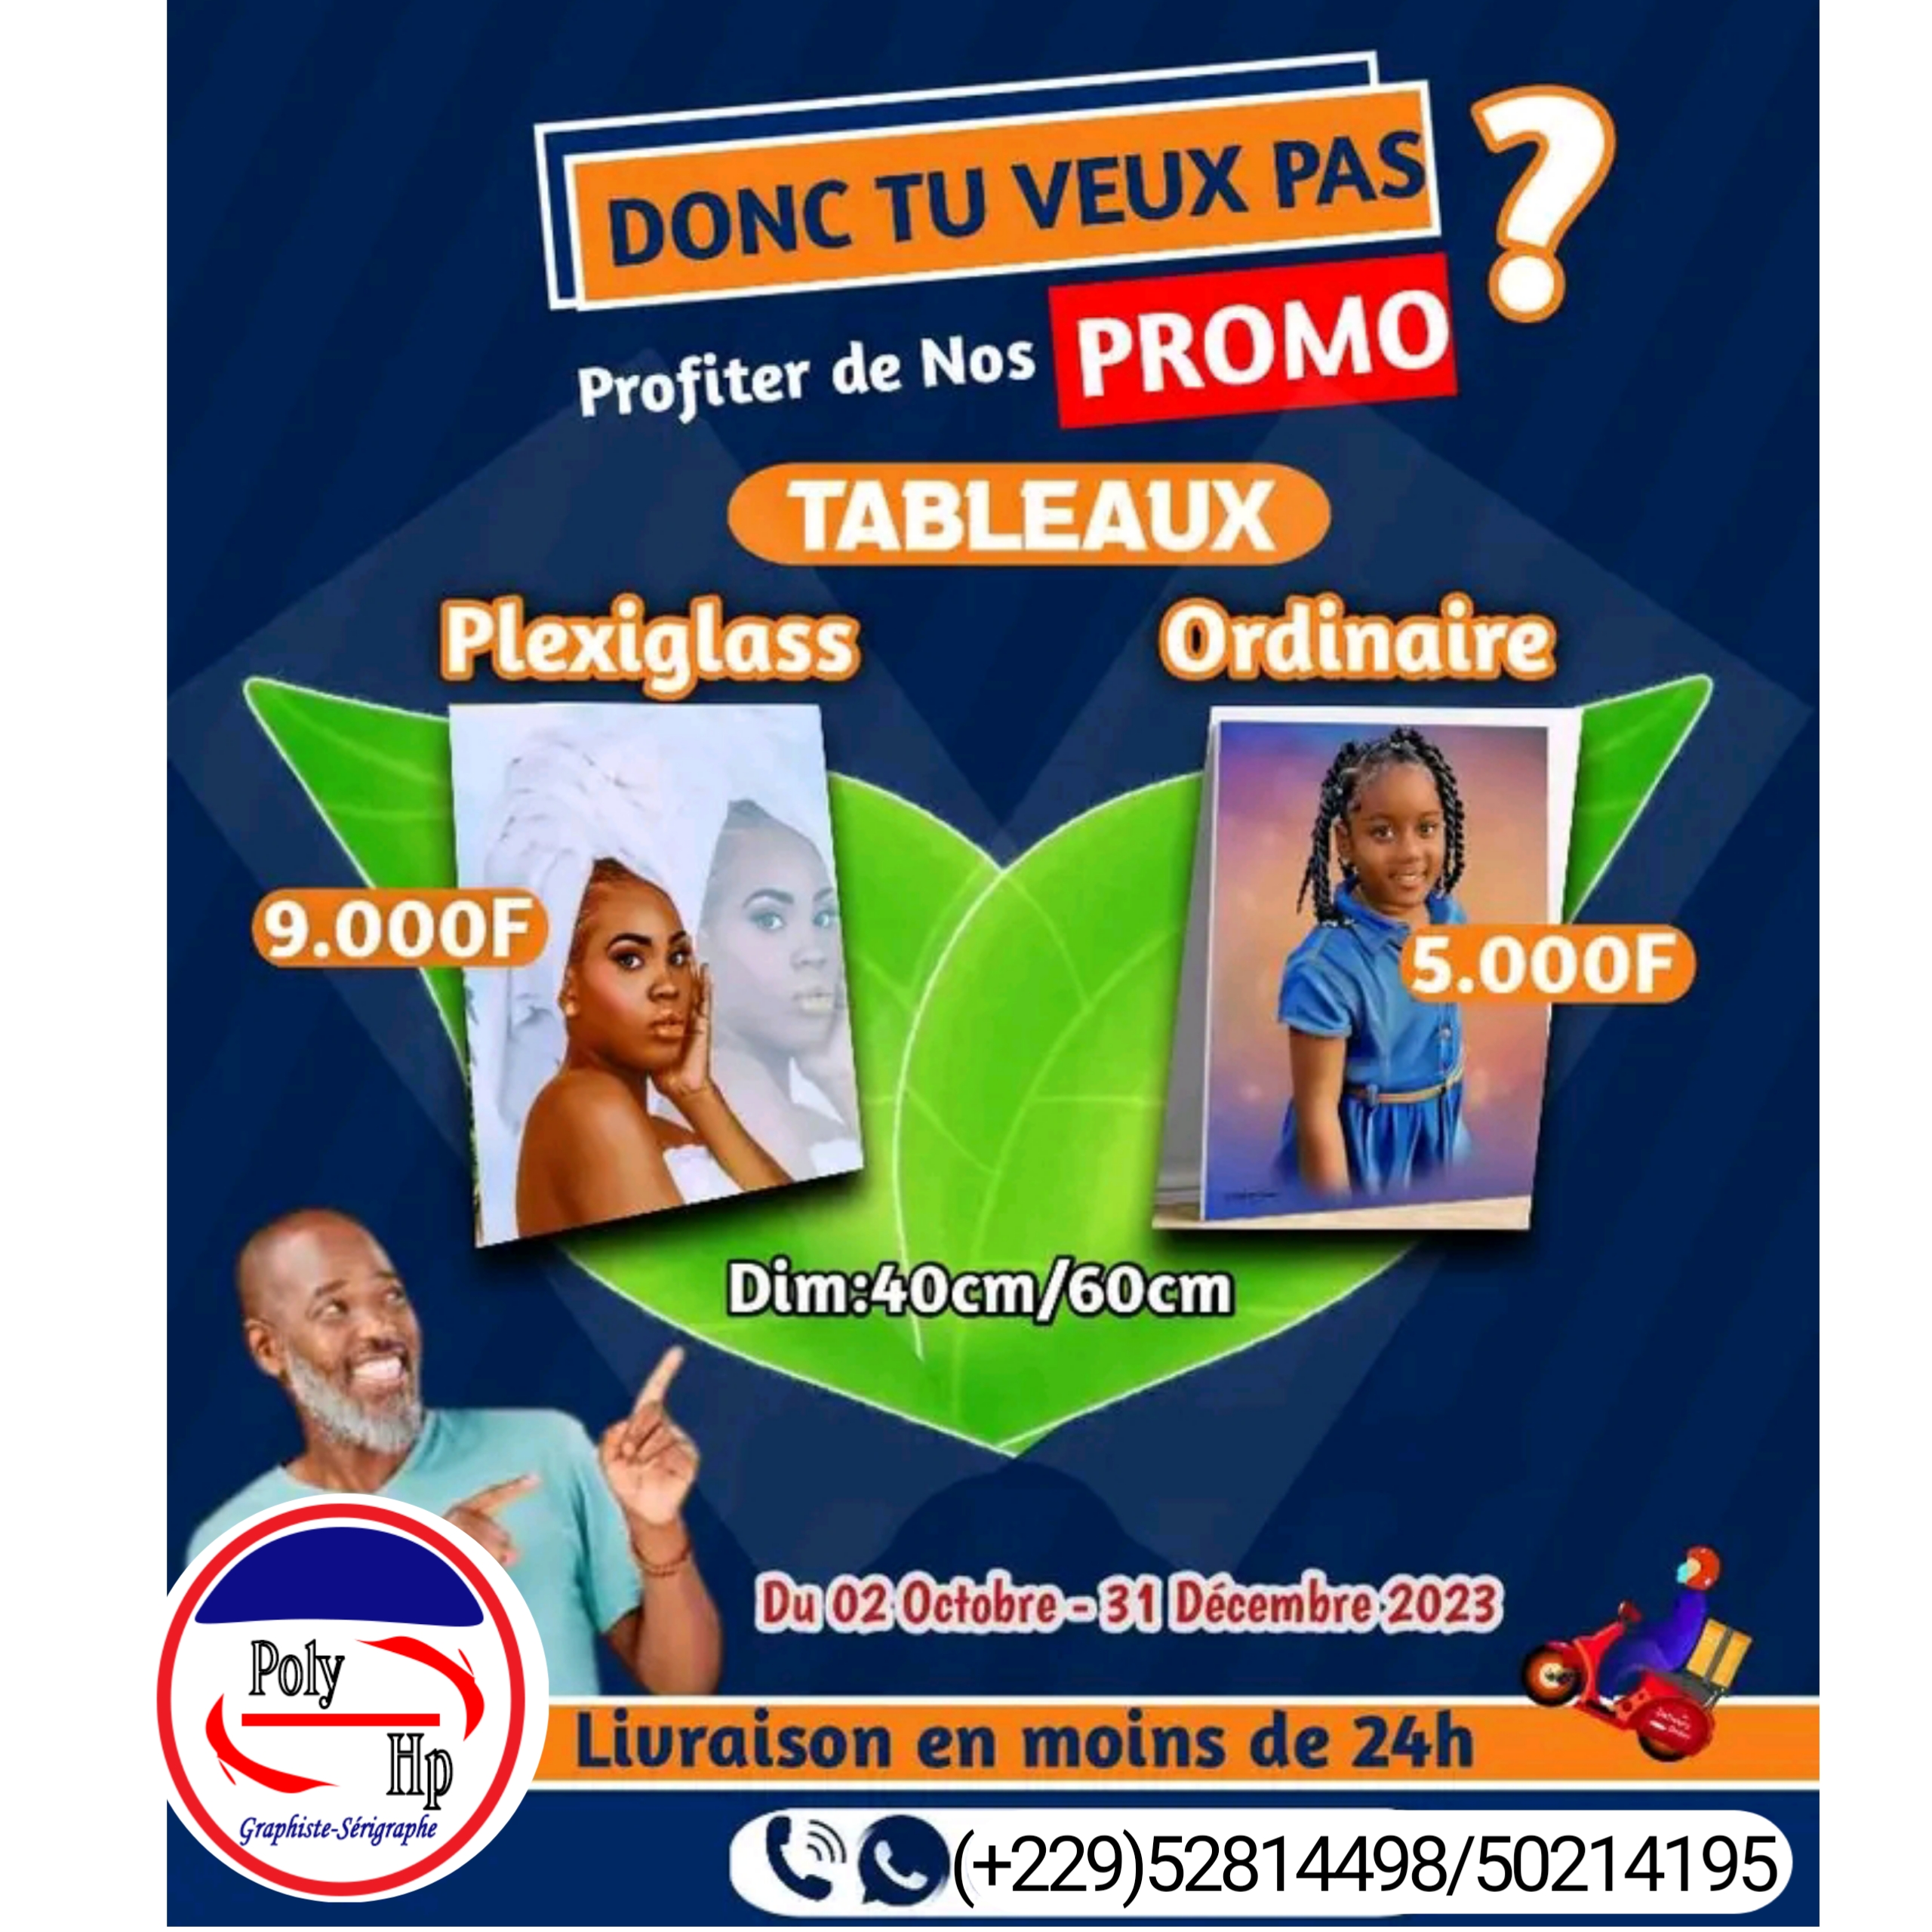 DONC TU VEUX PAS ?
Profiter de Nos PROMO
TABLEAUX
Plexiglass
Ordinaire
9.000F
5.000F
Dim:40cm/60cm
Du 02 Octobre - 31 Décembre 2023
Poly
Hp
Graphiste-Sérigraphe
Livraison en moins de 24h
(+229)52814498/50214195